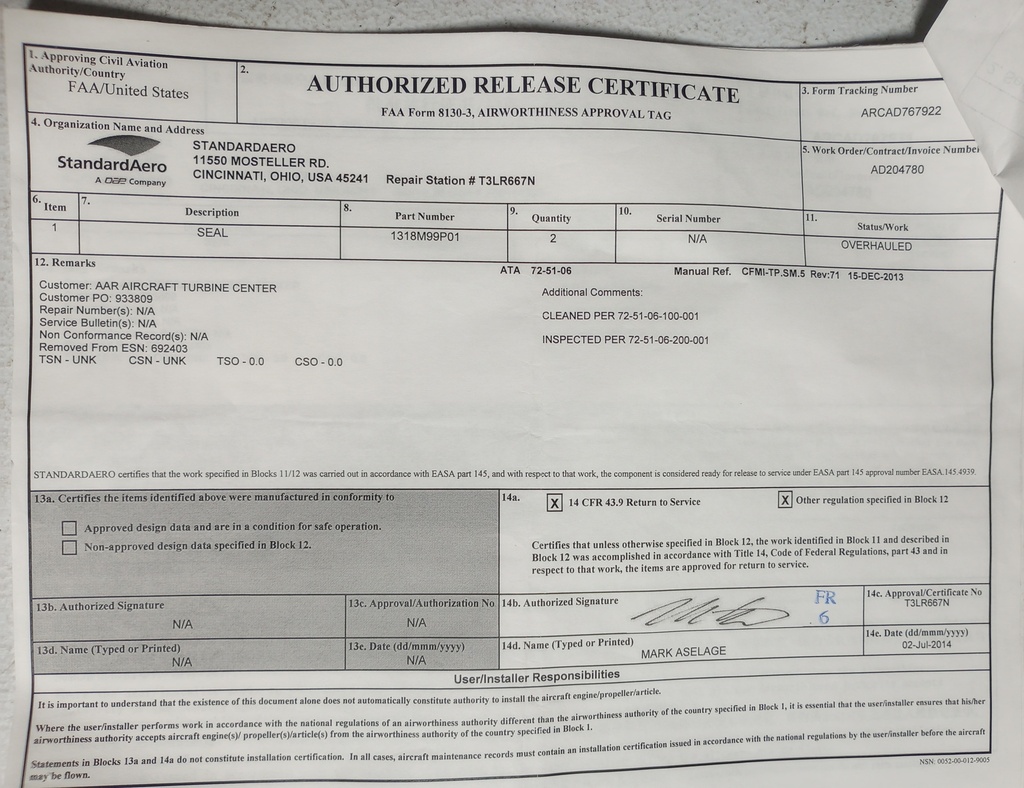 1. Approving Civil Aviation
Authority/Country
FAA/United States
2.
AUTHORIZED RELEASE CERTIFICATE
FAA Form 8130-3, AIRWORTHINESS APPROVAL TAG
3. Form Tracking Number
ARCAD767922
4. Organization Name and Address
StandardAero
A DAE Company
STANDARDAERO
11550 MOSTELLER RD.
CINCINNATI, OHIO, USA 45241 Repair Station # T3LR667N
5. Work Order/Contract/Invoice Number
AD204780
6. Item 7. Description 8. Part Number 9. Quantity 10. Serial Number 11. Status/Work
1 SEAL 1318M99P01 2 N/A OVERHAULED
12. Remarks
ATA 72-51-06 Manual Ref. CFMI-TP.SM.5 Rev:71 15-DEC-2013
Customer: AAR AIRCRAFT TURBINE CENTER
Customer PO: 933809
Repair Number(s): N/A
Service Bulletin(s): N/A
Non Conformance Record(s): N/A
Removed From ESN: 692403
TSN - UNK CSN - UNK TSO - 0.0 CSO - 0.0
Additional Comments:
CLEANED PER 72-51-06-100-001
INSPECTED PER 72-51-06-200-001
STANDARDAERO certifies that the work specified in Blocks 11/12 was carried out in accordance with EASA part 145, and with respect to that work, the component is considered ready for release to service under EASA part 145 approval number EASA.145.4939.
13a. Certifies the items identified above were manufactured in conformity to
Approved design data and are in a condition for safe operation.
Non-approved design data specified in Block 12.
14a. X 14 CFR 43.9 Return to Service X Other regulation specified in Block 12
Certifies that unless otherwise specified in Block 12, the work identified in Block 11 and described in
Block 12 was accomplished in accordance with Title 14, Code of Federal Regulations, part 43 and in
respect to that work, the items are approved for return to service.
13b. Authorized Signature
N/A
13c. Approval/Authorization No
N/A
14b. Authorized Signature
FR
6
14c. Approval/Certificate No
T3LR667N
13d. Name (Typed or Printed)
N/A
13e. Date (dd/mmm/yyyy)
N/A
14d. Name (Typed or Printed)
MARK ASELAGE
14e. Date (dd/mmm/yyyy)
02-Jul-2014
User/Installer Responsibilities
It is important to understand that the existence of this document alone does not automatically constitute authority to install the aircraft engine/propeller/article.
Where the user/installer performs work in accordance with the national regulations of an airworthiness authority different than the airworthiness authority of the country specified in Block 1, it is essential that the user/installer ensures that his/her
airworthiness authority accepts aircraft engine(s)/ propeller(s)/article(s) from the airworthiness authority of the country specified in Block 1.
Statements in Blocks 13a and 14a do not constitute installation certification. In all cases, aircraft maintenance records must contain an installation certification issued in accordance with the national regulations by the user/installer before the aircraft
may be flown.
NSN: 0052-00-012-9005